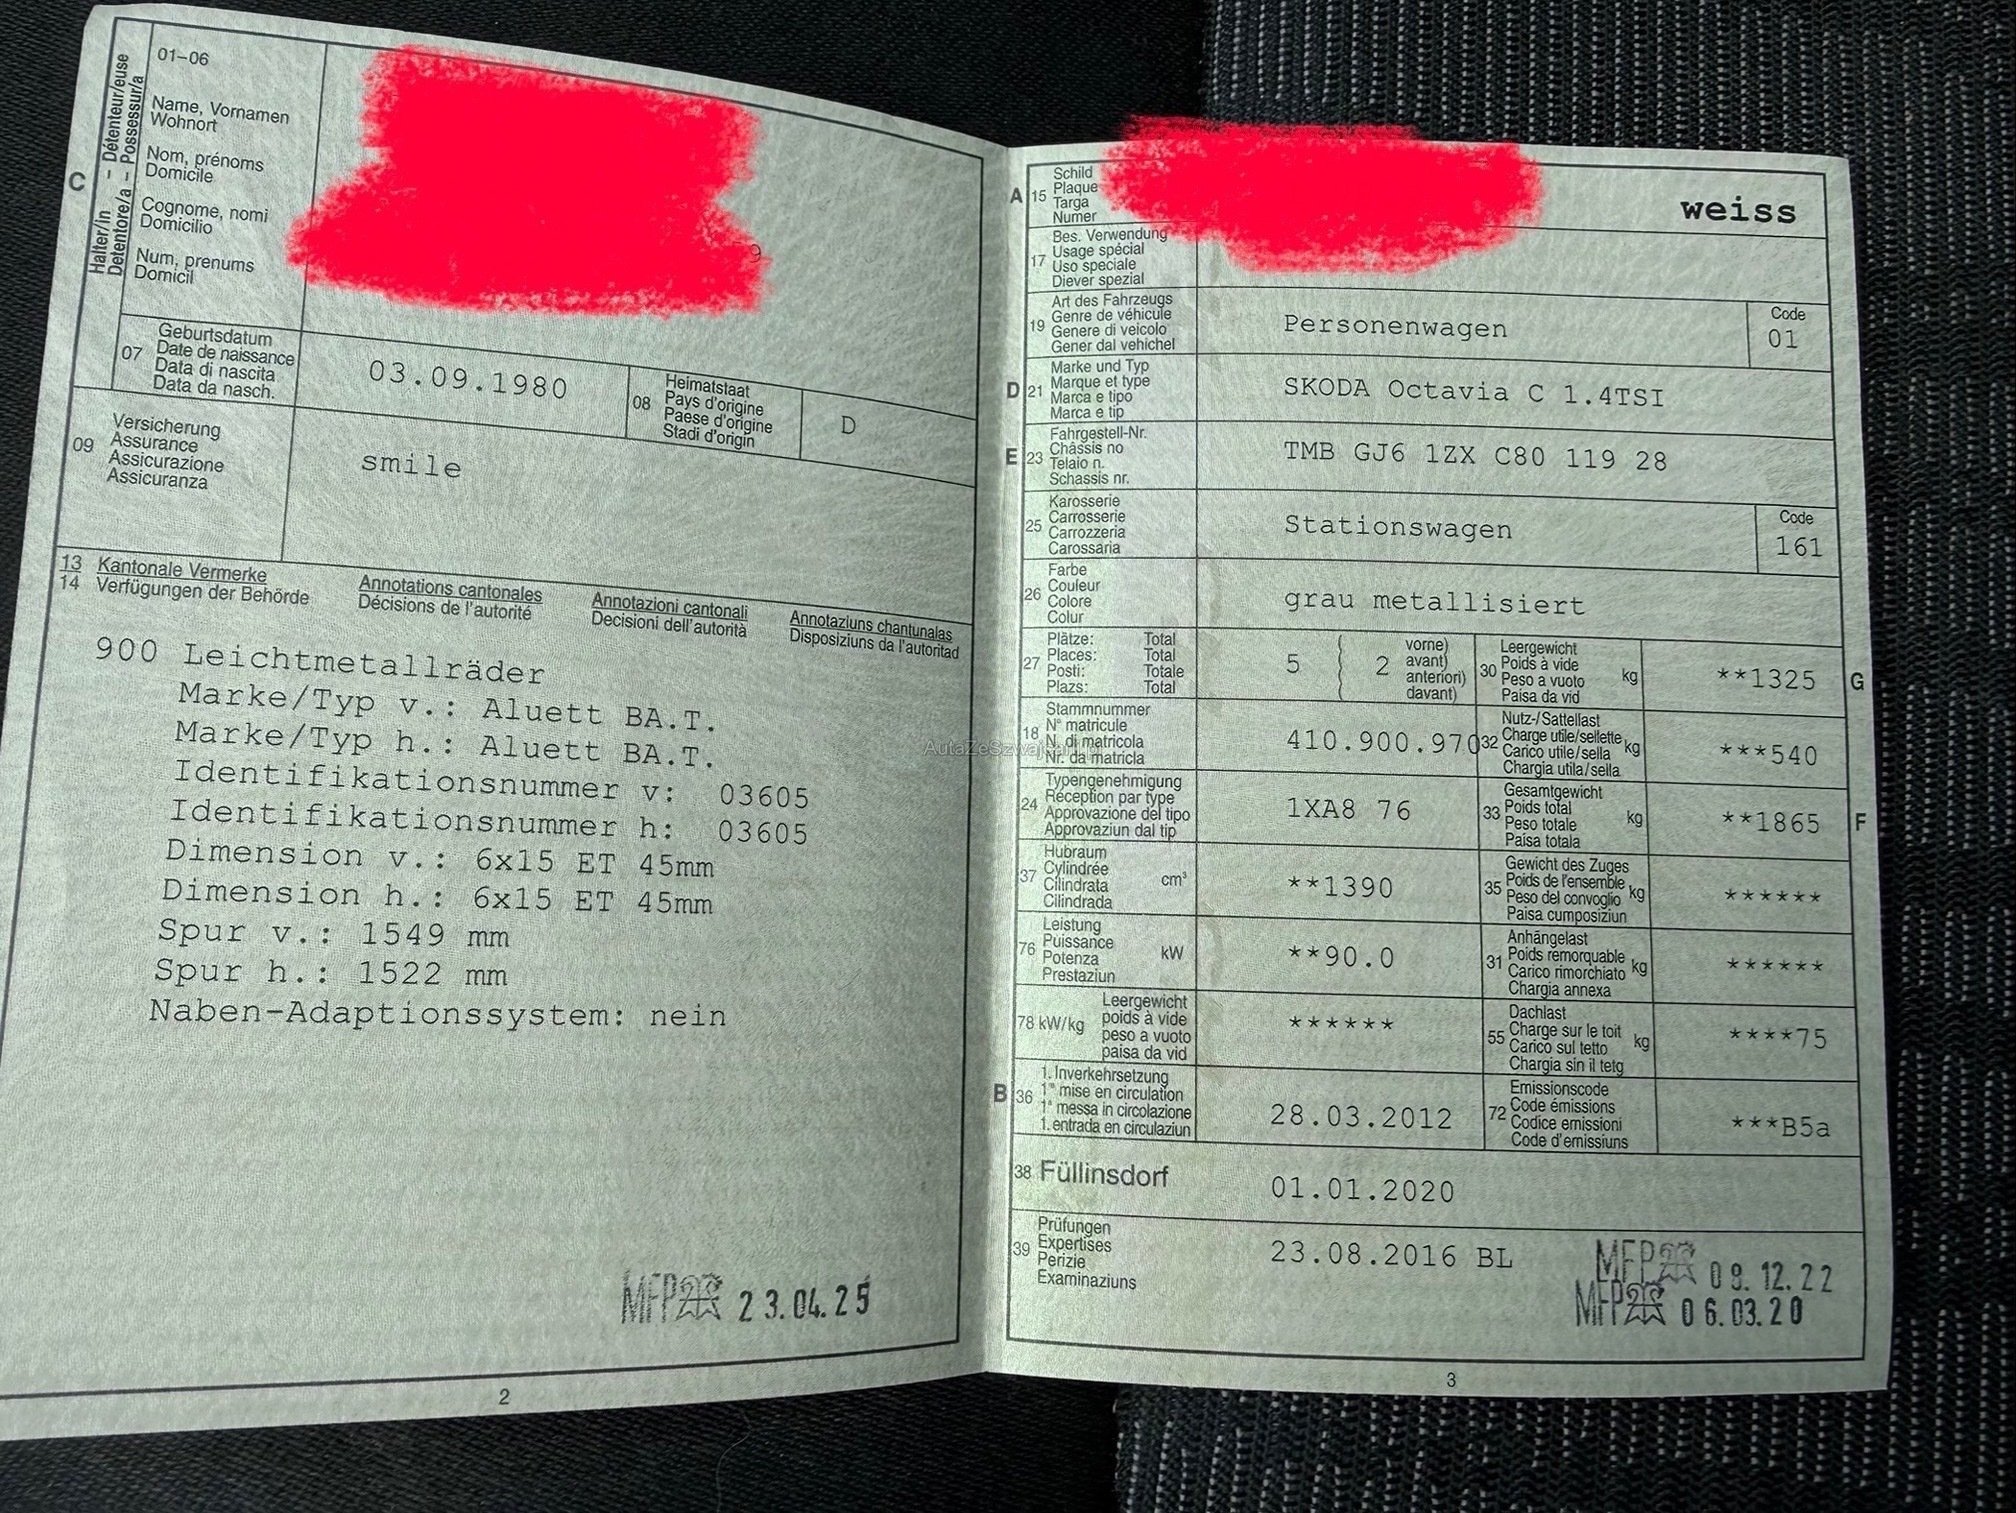 C
Halter/in – Détenteur/euse
Detentore/a – Possessur/a
01–06
Name, Vornamen
Wohnort
Nom, prénoms
Domicile
Cognome, nomi
Domicilio
Num, prenums
Domicil
07
Geburtsdatum
Date de naissance
Data di nascita
Data da nasch.
03.09.1980
08
Heimatstaat
Pays d'origine
Paese d'origine
Stadi d'origin
D
09
Versicherung
Assurance
Assicurazione
Assicuranza
smile
13 Kantonale Vermerke Annotations cantonales Annotazioni cantonali Annotaziuns chantunalas
14 Verfügungen der Behörde Décisions de l'autorité Decisioni dell'autorità Disposiziuns da l'autoritad
900 Leichtmetallräder
Marke/Typ v.: Aluett BA.T.
Marke/Typ h.: Aluett BA.T.
Identifikationsnummer v: 03605
Identifikationsnummer h: 03605
Dimension v.: 6x15 ET 45mm
Dimension h.: 6x15 ET 45mm
Spur v.: 1549 mm
Spur h.: 1522 mm
Naben-Adaptionssystem: nein
MFP 23.04.25
2
A 15
Schild
Plaque
Targa
Numer
weiss
17
Bes. Verwendung
Usage spécial
Uso speciale
Diever spezial
19
Art des Fahrzeugs
Genre de véhicule
Genere di veicolo
Gener dal vehichel
Personenwagen
Code
01
D 21
Marke und Typ
Marque et type
Marca e tipo
Marca e tip
SKODA Octavia C 1.4TSI
E 23
Fahrgestell-Nr.
Châssis no
Telaio n.
Schassis nr.
TMB GJ6 1ZX C80 119 28
25
Karosserie
Carrosserie
Carrozzeria
Carossaria
Stationswagen
Code
161
26
Farbe
Couleur
Colore
Colur
grau metallisiert
27
Plätze: Total
Places: Total
Posti: Totale
Plazs: Total
5 { 2
vorne)
avant)
anteriori)
davant)
30
Leergewicht
Poids à vide
Peso a vuoto
Paisa da vid
kg
**1325
G
18
Stammnummer
N° matricule
N. di matricola
Nr. da matricla
410.900.970
32
Nutz-/Sattellast
Charge utile/sellette
Carico utile/sella
Chargia utila/sella
kg
***540
24
Typengenehmigung
Réception par type
Approvazione del tipo
Approvaziun dal tip
1XA8 76
33
Gesamtgewicht
Poids total
Peso totale
Paisa totala
kg
**1865
F
37
Hubraum
Cylindrée
Cilindrata
Cilindrada
cm³
**1390
35
Gewicht des Zuges
Poids de l'ensemble
Peso del convoglio
Paisa cumposiziun
kg
******
76
Leistung
Puissance
Potenza
Prestaziun
kW
**90.0
31
Anhängelast
Poids remorquable
Carico rimorchiato
Chargia annexa
kg
******
78 kW/kg
Leergewicht
poids à vide
peso a vuoto
paisa da vid
******
55
Dachlast
Charge sur le toit
Carico sul tetto
Chargia sin il tetg
kg
****75
B 36
1. Inverkehrsetzung
1re mise en circulation
1a messa in circolazione
1. entrada en circulaziun
28.03.2012
72
Emissionscode
Code émissions
Codice emissioni
Code d'emissiuns
***B5a
38 Füllinsdorf
01.01.2020
39
Prüfungen
Expertises
Perizie
Examinaziuns
23.08.2016 BL
MFP 09.12.22
MFP 06.03.20
3